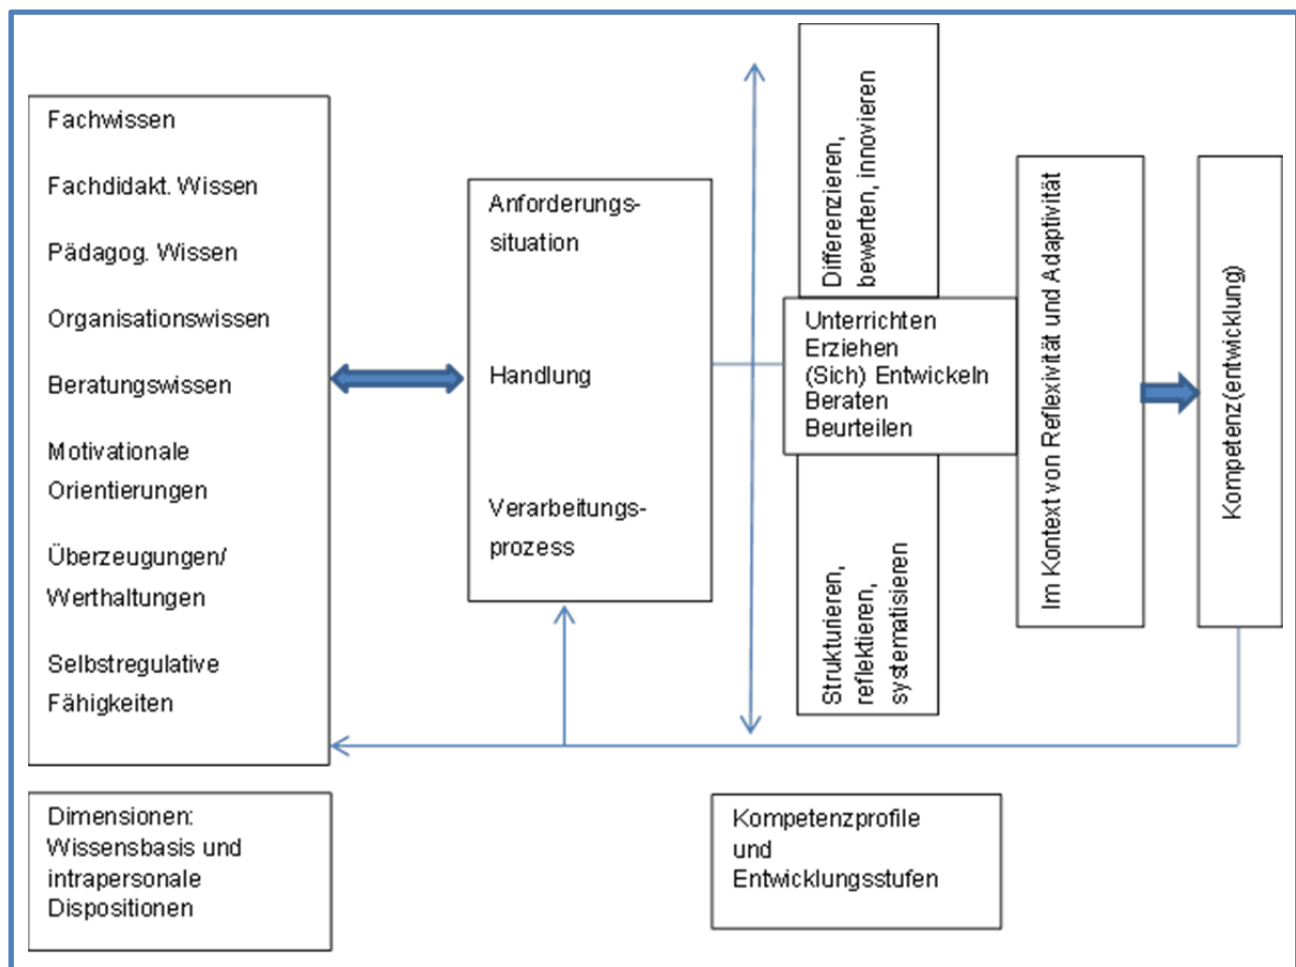 Fachwissen
Fachdidakt. Wissen
Pädagog. Wissen
Organisationswissen
Beratungswissen
Motivationale
Orientierungen
Überzeugungen/
Werthaltungen
Selbstregulative
Fähigkeiten
Anforderungs-
situation
Handlung
Verarbeitungs-
prozess
Differenzieren,
bewerten, innovieren
Unterrichten
Erziehen
(Sich) Entwickeln
Beraten
Beurteilen
Strukturieren,
reflektieren,
systematisieren
Im Kontext von Reflexivität und Adaptivität
Kompetenz(entwicklung)
Dimensionen:
Wissensbasis und
intrapersonale
Dispositionen
Kompetenzprofile
und
Entwicklungsstufen